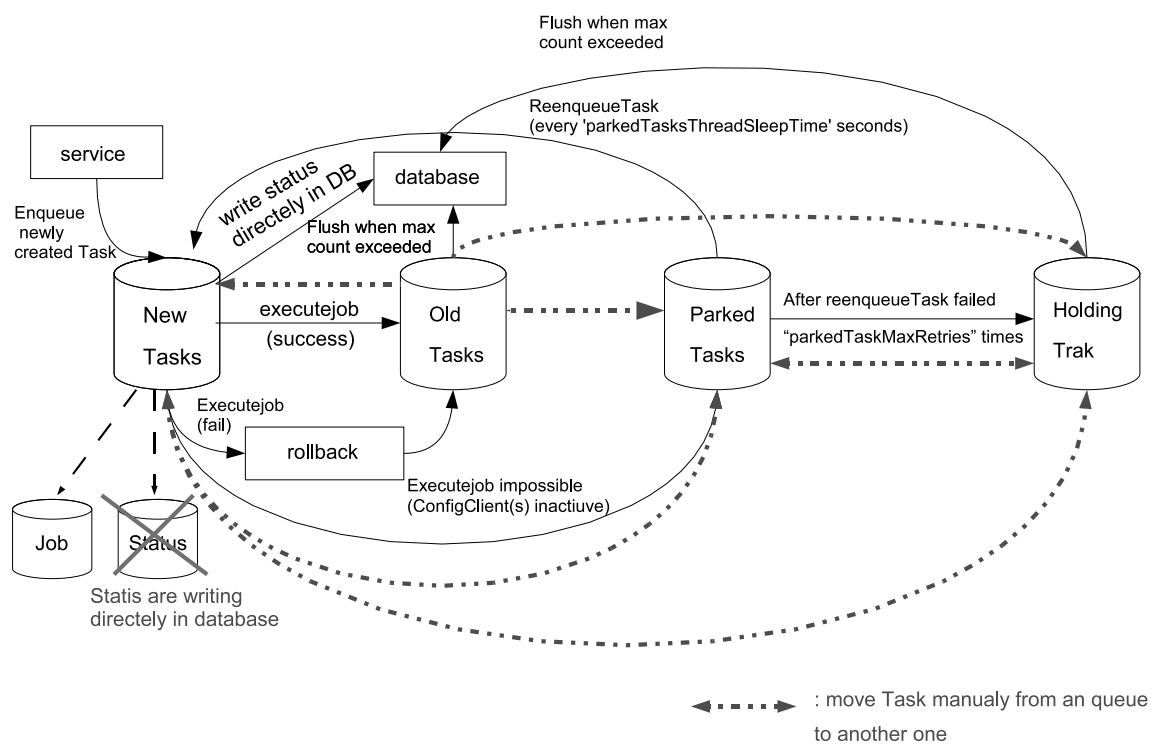 Flush when max
count exceeded
ReenqueueTask
(every 'parkedTasksThreadSleepTime' seconds)
service
database
write status
directely in DB
Enqueue
newly
created Task
Flush when max
count exceeded
New
Tasks
executejob
(success)
Old
Tasks
Parked
Tasks
After reenqueueTask failed
“parkedTaskMaxRetries” times
Holding
Trak
Executejob
(fail)
rollback
Executejob impossible
(ConfigClient(s) inactiuve)
Job
Status
Statis are writing
directely in database
: move Task manualy from an queue
to another one